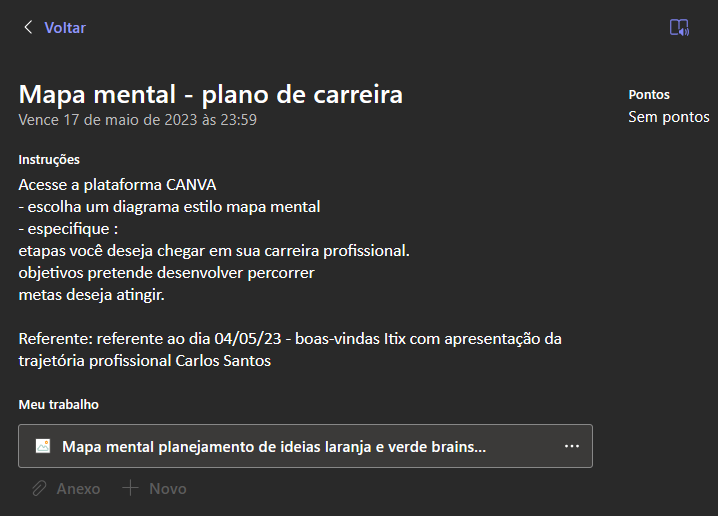 Voltar
Mapa mental - plano de carreira
Vence 17 de maio de 2023 às 23:59
Pontos
Sem pontos
Instruções
Acesse a plataforma CANVA
- escolha um diagrama estilo mapa mental
- especifique :
etapas você deseja chegar em sua carreira profissional.
objetivos pretende desenvolver percorrer
metas deseja atingir.
Referente: referente ao dia 04/05/23 - boas-vindas Itix com apresentação da
trajetória profissional Carlos Santos
Meu trabalho
Mapa mental planejamento de ideias laranja e verde brains...
Anexo
Novo